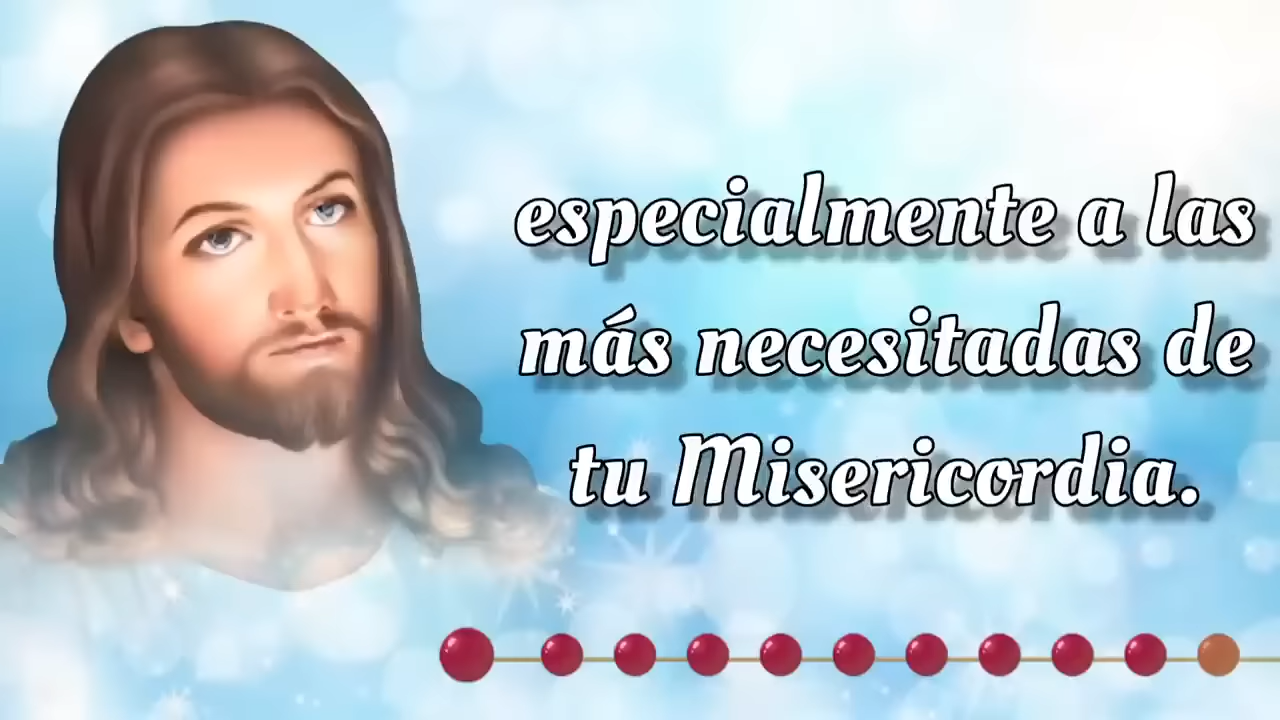 especialmente a las
más necesitadas de
tu Misericordia.